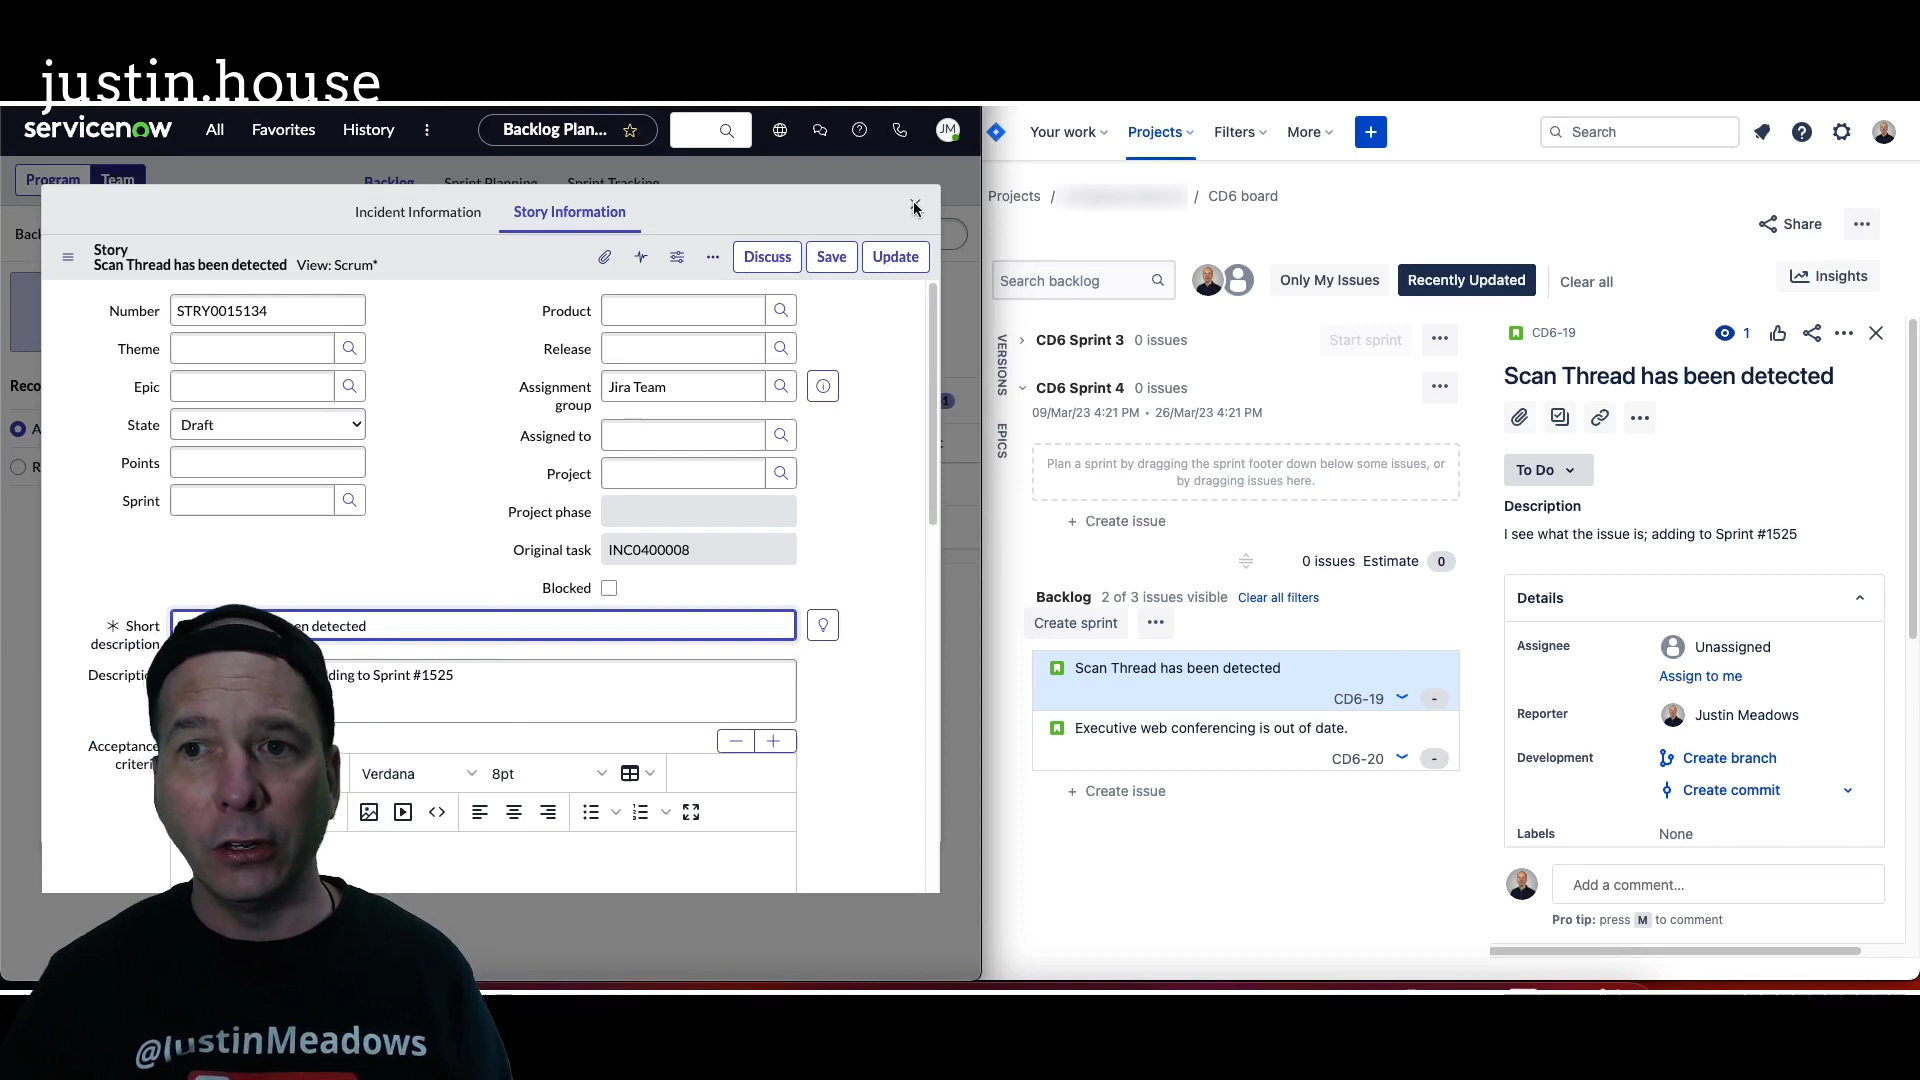 justin.house
servicenow
All
Favorites
History
Backlog Plan...
JM
Program
Team
Backlog
Sprint Planning
Sprint Tracking
Incident Information
Story Information
Story
Scan Thread has been detected
View: Scrum*
Discuss
Save
Update
Number
STRY0015134
Theme
Epic
State
Draft
Points
Sprint
Product
Release
Assignment
group
Jira Team
Assigned to
Project
Project phase
Original task
INC0400008
Blocked
Short
description
detected
to Sprint #1525
Acceptance
Verdana
8pt
@JustinMeadows
Your work
Projects
Filters
More
Search
Projects /
/ CD6 board
Share
Search backlog
Only My Issues
Recently Updated
Clear all
Insights
VERSIONS
EPICS
CD6 Sprint 3
0 issues
Start sprint
CD6 Sprint 4
0 issues
09/Mar/23 4:21 PM • 26/Mar/23 4:21 PM
Plan a sprint by dragging the sprint footer down below some issues, or
by dragging issues here.
+ Create issue
0 issues
Estimate
0
Backlog
2 of 3 issues visible
Clear all filters
Create sprint
Scan Thread has been detected
CD6-19
-
Executive web conferencing is out of date.
CD6-20
-
+ Create issue
CD6-19
1
Scan Thread has been detected
To Do
Description
I see what the issue is; adding to Sprint #1525
Details
Assignee
Unassigned
Assign to me
Reporter
Justin Meadows
Development
Create branch
Create commit
Labels
None
Add a comment…
Pro tip: press M to comment